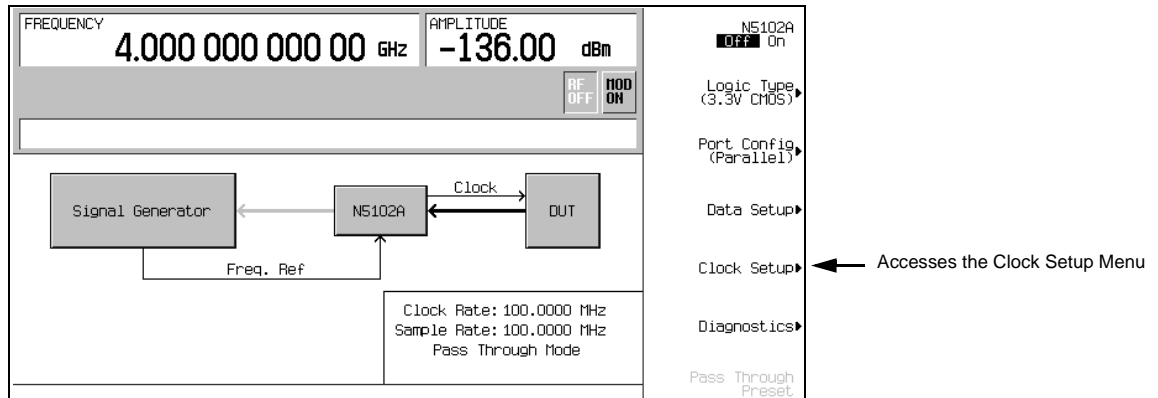 FREQUENCY
4.000 000 000 00 GHz
AMPLITUDE
-136.00 dBm
RF OFF
MOD ON
N5102A
Off On
Logic Type
(3.3V CMOS)
Port Config
(Parallel)
Data Setup
Clock Setup
Diagnostics
Pass Through
Preset
Accesses the Clock Setup Menu
Signal Generator
N5102A
Clock
DUT
Freq. Ref
Clock Rate: 100.0000 MHz
Sample Rate: 100.0000 MHz
Pass Through Mode